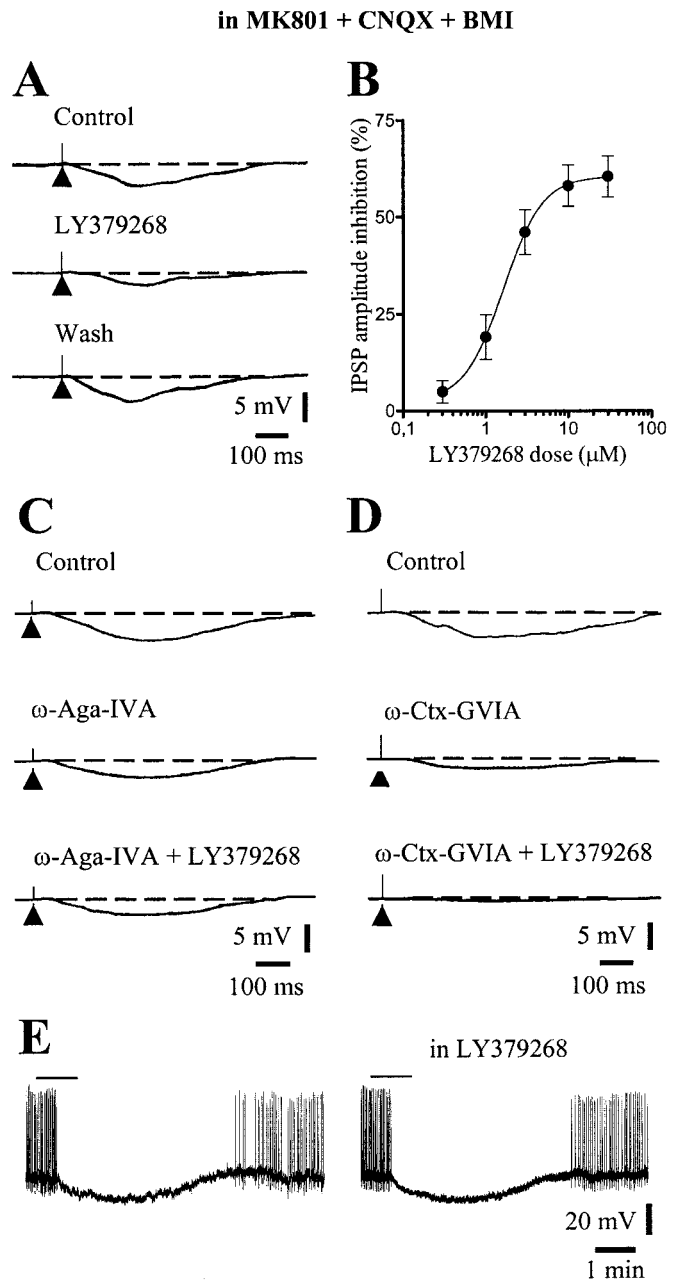 in MK801 + CNQX + BMI
A
Control
LY379268
Wash
5 mV
100 ms
B
IPSP amplitude inhibition (%)
75
50
25
0
0,1
1
10
100
LY379268 dose (μM)
C
Control
ω-Aga-IVA
ω-Aga-IVA + LY379268
5 mV
100 ms
D
Control
ω-Ctx-GVIA
ω-Ctx-GVIA + LY379268
5 mV
100 ms
E
in LY379268
20 mV
1 min